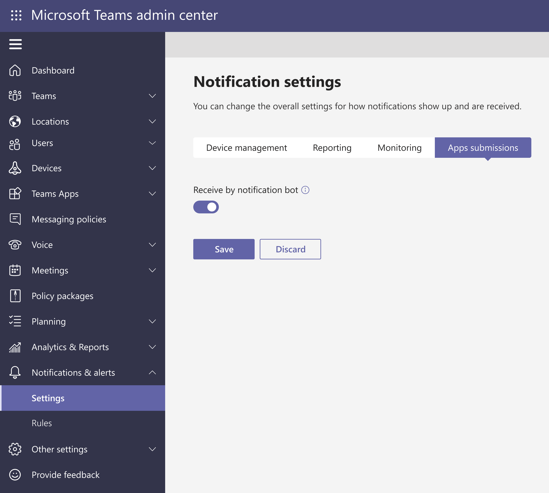 Microsoft Teams admin center
Dashboard
Teams
Locations
Users
Devices
Teams Apps
Messaging policies
Voice
Meetings
Policy packages
Planning
Analytics & Reports
Notifications & alerts
Settings
Rules
Other settings
Provide feedback
Notification settings
You can change the overall settings for how notifications show up and are received.
Device management Reporting Monitoring Apps submissions
Receive by notification bot
Save Discard